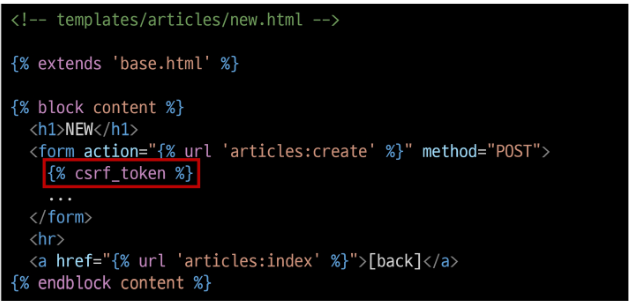 <!-- templates/articles/new.html -->
{% extends 'base.html' %}
{% block content %}
<h1>NEW</h1>
<form action="{% url 'articles:create' %}" method="POST">
{% csrf_token %}
...
</form>
<hr>
<a href="{% url 'articles:index' %}">[back]</a>
{% endblock content %}